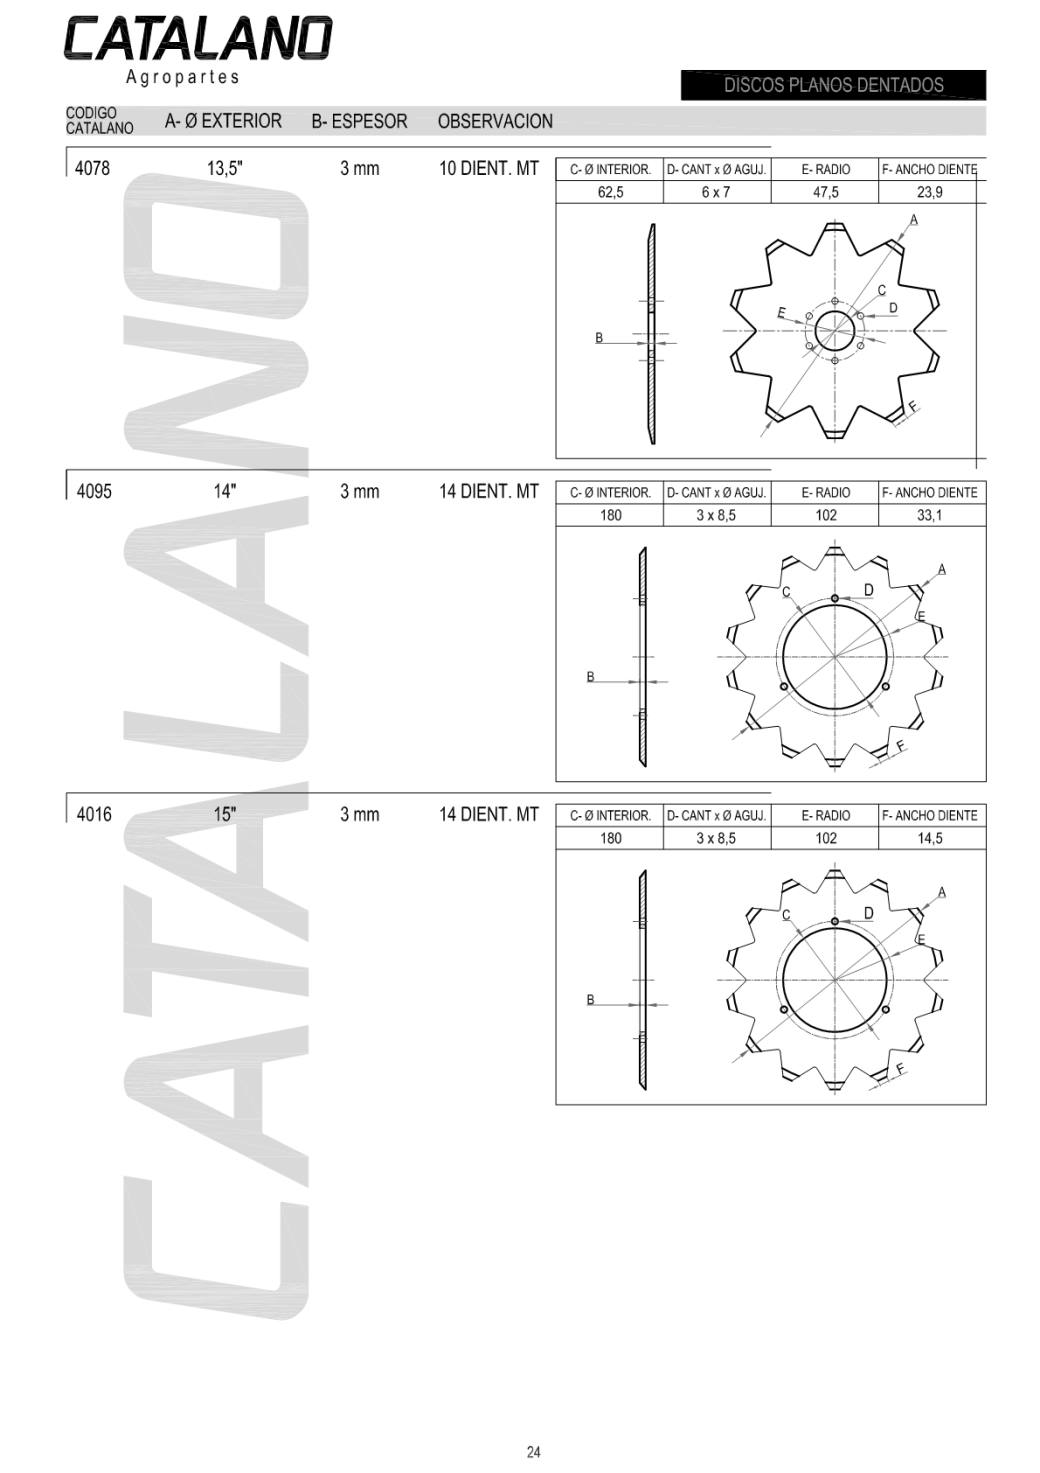 CATALANO
Agropartes
DISCOS PLANOS DENTADOS
CODIGO CATALANO A- Ø EXTERIOR B- ESPESOR OBSERVACION
4078 13,5" 3 mm 10 DIENT. MT
C- Ø INTERIOR. D- CANT x Ø AGUJ. E- RADIO F- ANCHO DIENTE
62,5 6 x 7 47,5 23,9
A
C
D
E
B
F
4095 14" 3 mm 14 DIENT. MT
C- Ø INTERIOR. D- CANT x Ø AGUJ. E- RADIO F- ANCHO DIENTE
180 3 x 8,5 102 33,1
A
C D
E
B
F
4016 15" 3 mm 14 DIENT. MT
C- Ø INTERIOR. D- CANT x Ø AGUJ. E- RADIO F- ANCHO DIENTE
180 3 x 8,5 102 14,5
A
C D
E
B
F
CATALANO
24